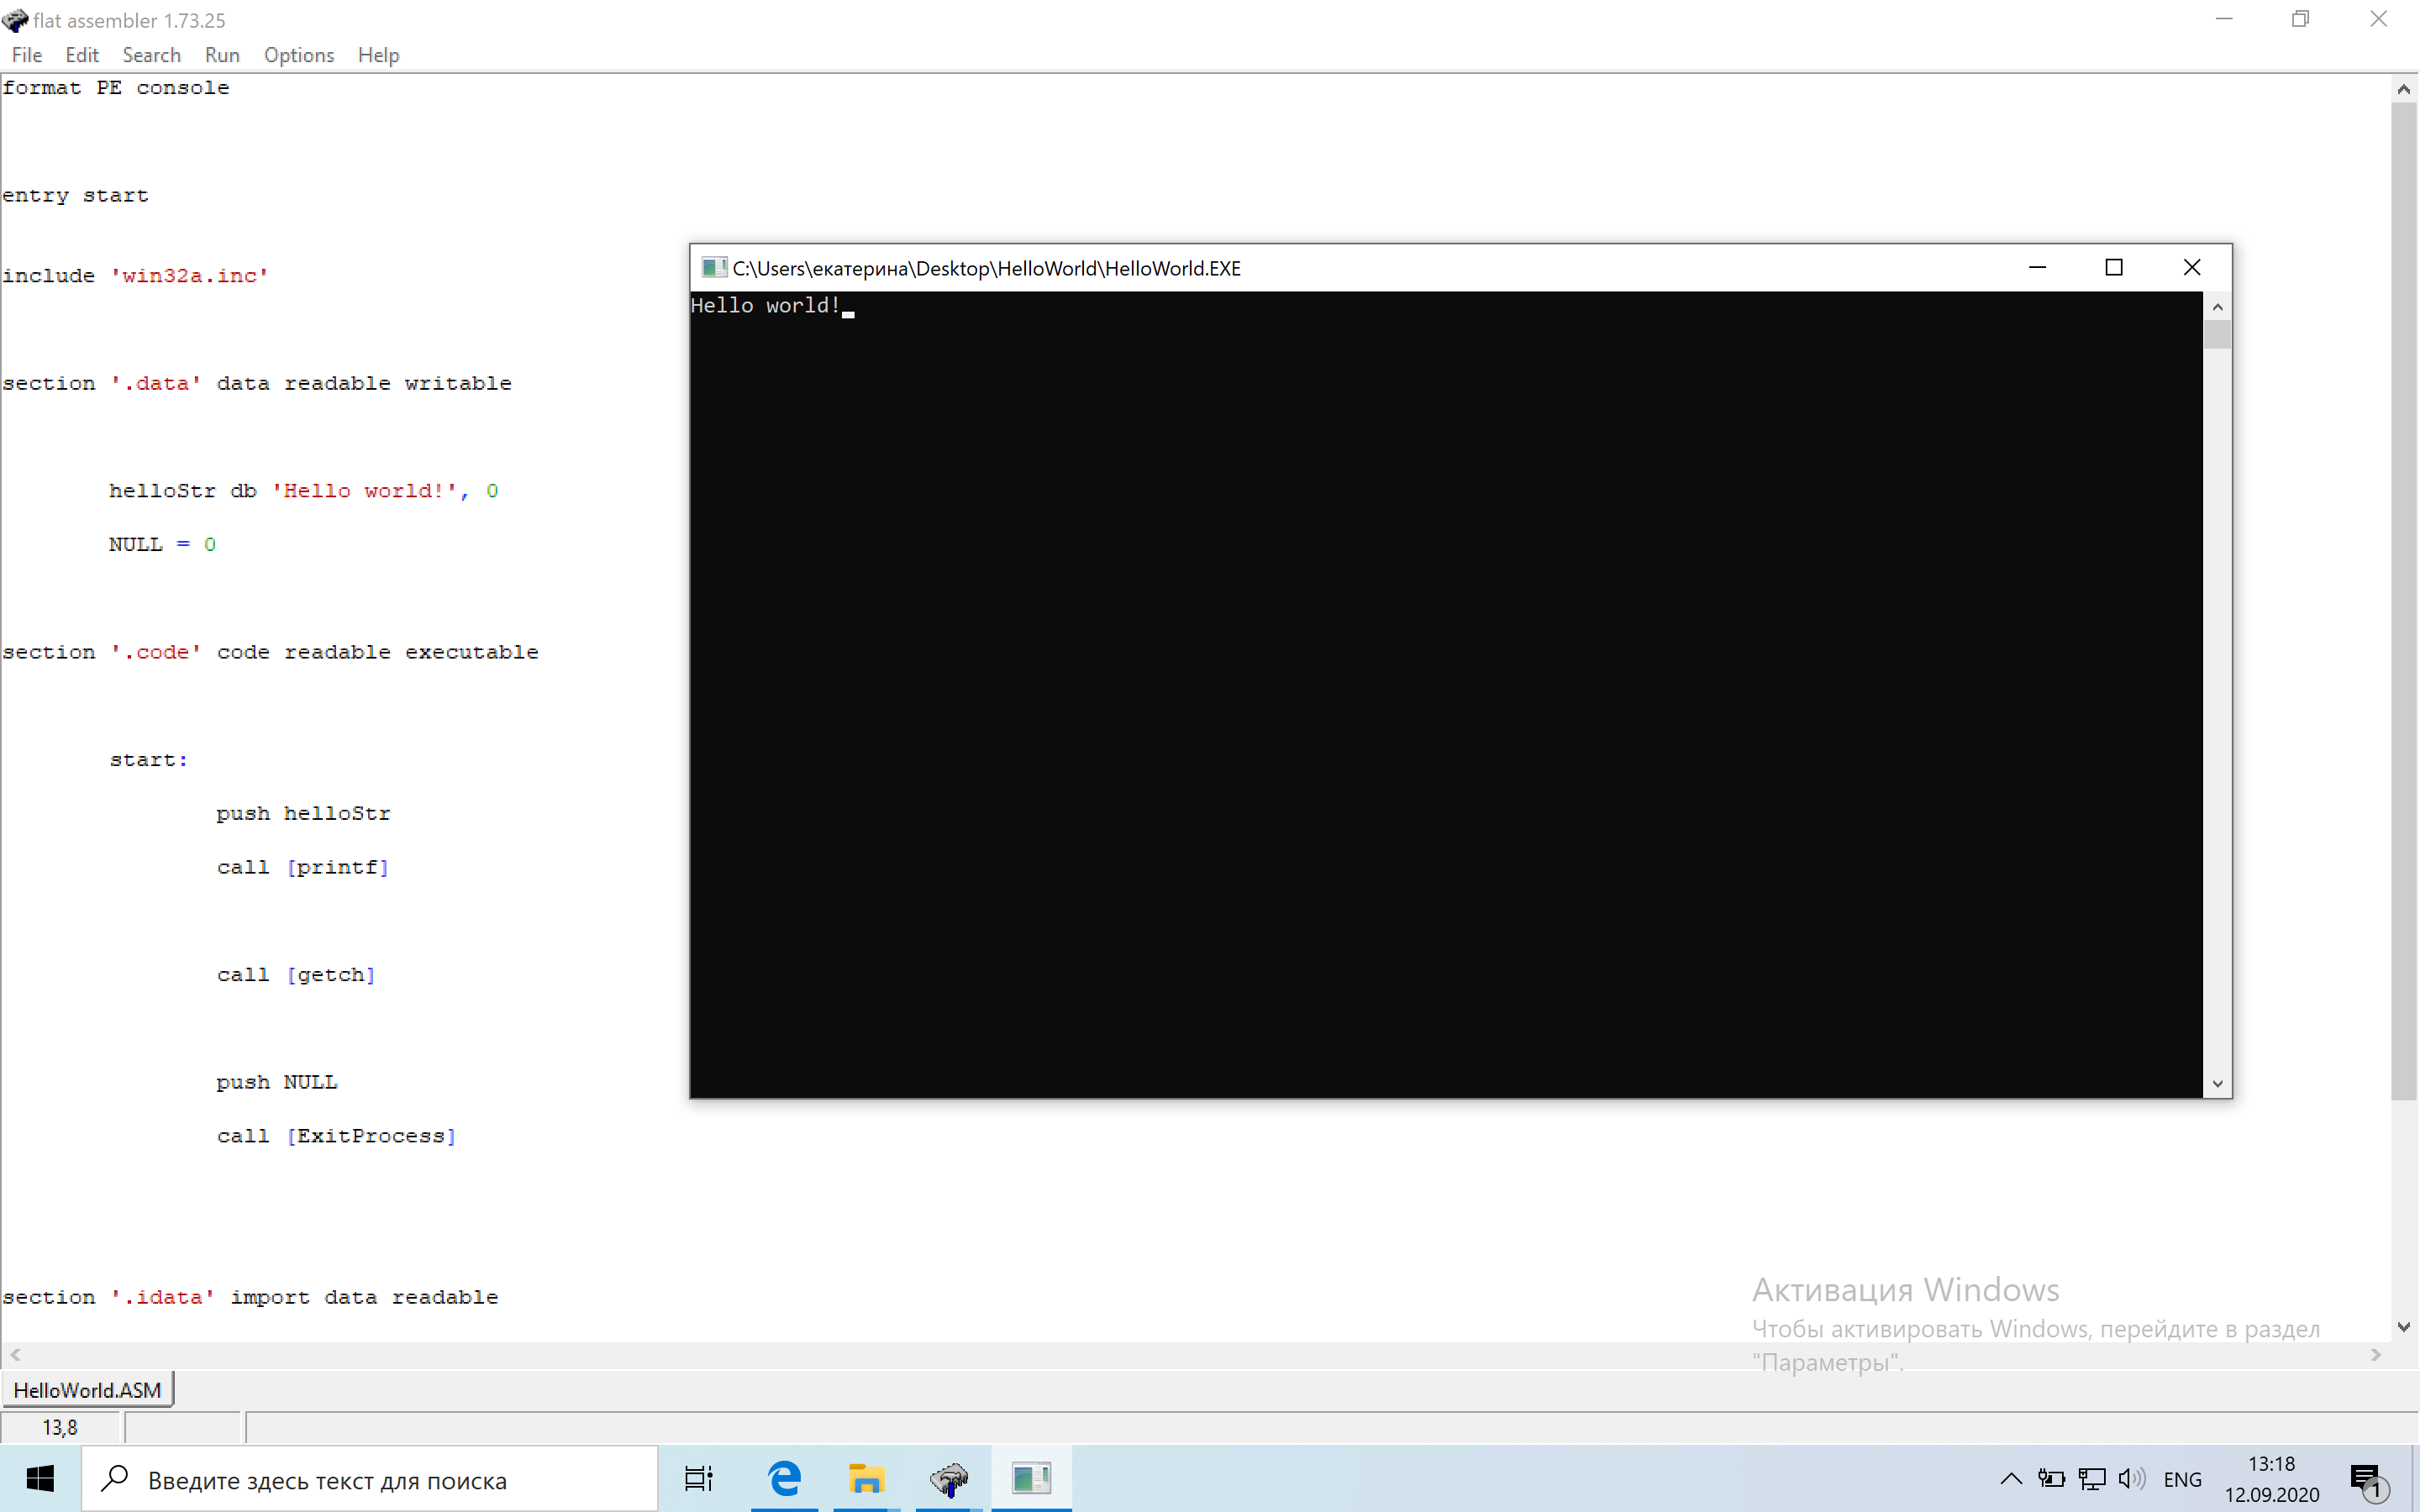 flat assembler 1.73.25
File Edit Search Run Options Help
format PE console
entry start
include 'win32a.inc'
section '.data' data readable writable
helloStr db 'Hello world!', 0
NULL = 0
section '.code' code readable executable
start:
push helloStr
call [printf]
call [getch]
push NULL
call [ExitProcess]
section '.idata' import data readable
C:\Users\екатерина\Desktop\HelloWorld\HelloWorld.EXE
Hello world!
Активация Windows
Чтобы активировать Windows, перейдите в раздел
"Параметры".
HelloWorld.ASM
13,8
Введите здесь текст для поиска
ENG
13:18
12.09.2020
1